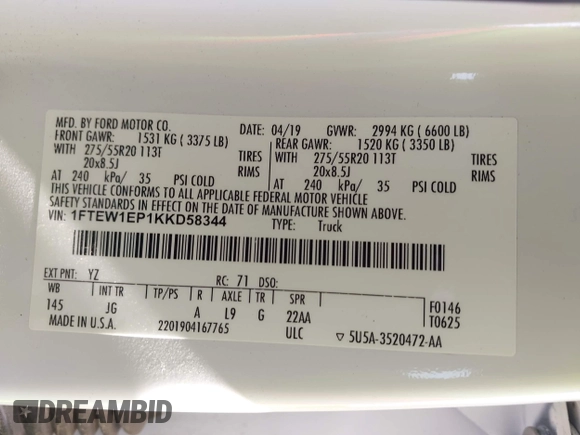 MFD. BY FORD MOTOR CO.
DATE: 04/19 GVWR: 2994 KG ( 6600 LB)
FRONT GAWR: 1531 KG ( 3375 LB)
REAR GAWR: 1520 KG ( 3350 LB)
WITH 275/55R20 113T TIRES
WITH 275/55R20 113T TIRES
20x8.5J RIMS
20x8.5J RIMS
AT 240 kPa/ 35 PSI COLD
AT 240 kPa/ 35 PSI COLD
THIS VEHICLE CONFORMS TO ALL APPLICABLE FEDERAL MOTOR VEHICLE
SAFETY STANDARDS IN EFFECT ON THE DATE OF MANUFACTURE SHOWN ABOVE.
VIN: 1FTEW1EP1KKD58344
TYPE: Truck
EXT PNT: YZ RC: 71 DSO:
WB INT TR TP/PS R AXLE TR SPR
145 JG A L9 G 22AA
F0146
T0625
MADE IN U.S.A. 2201904167765 ULC ▽ 5U5A-3520472-AA
DREAMBID